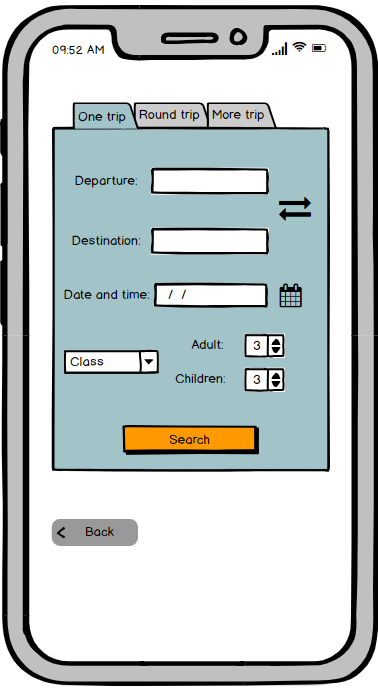 09:52 AM
One trip Round trip More trip
Departure:
Destination:
Date and time: / /
Adult: 3
Class
Children: 3
Search
Back